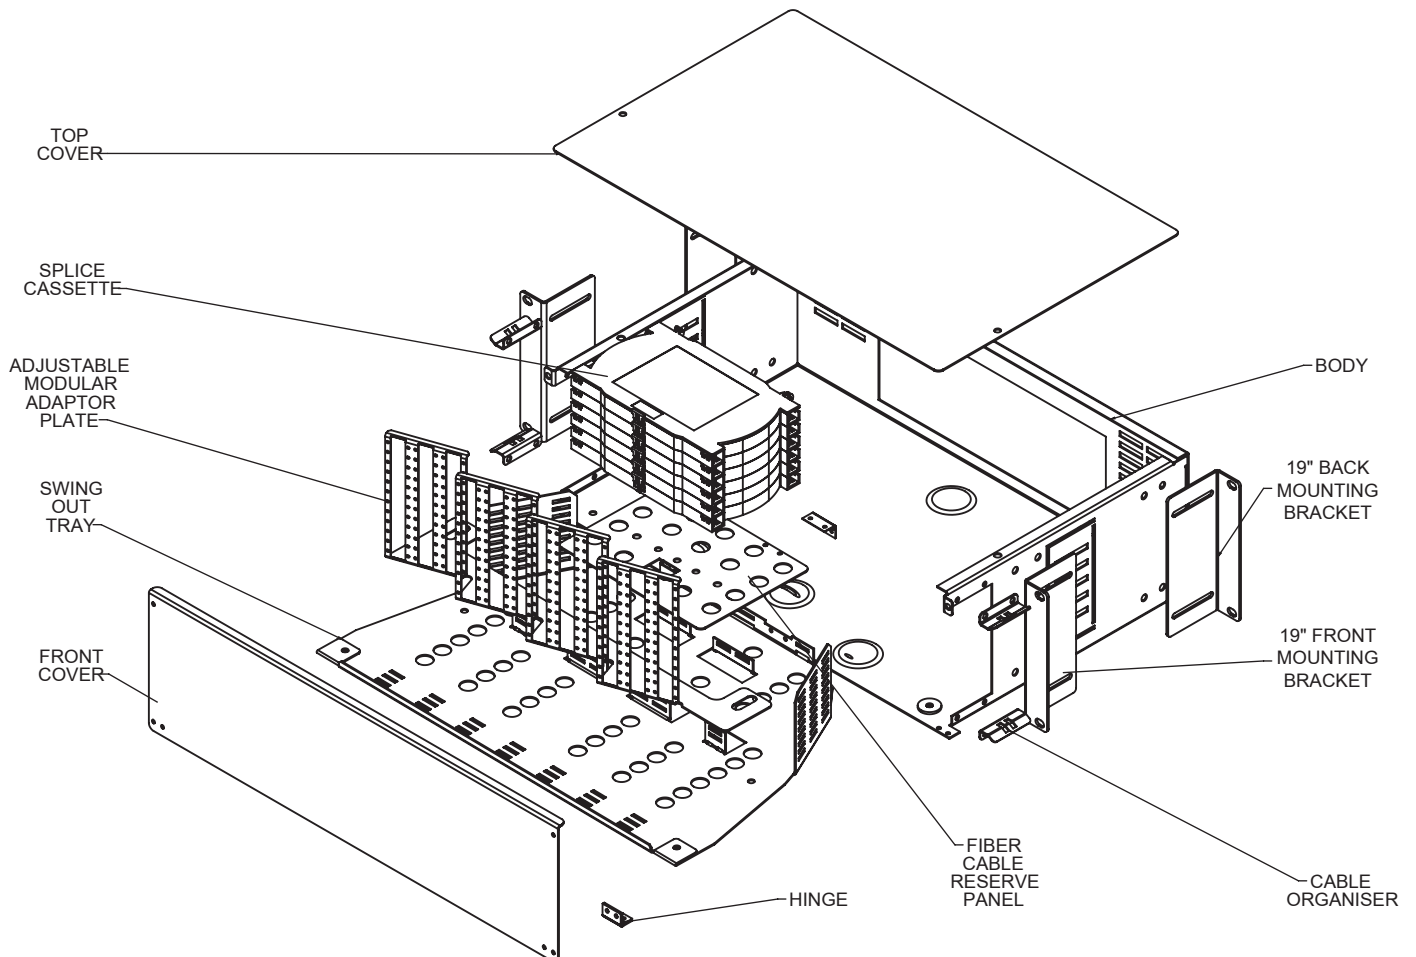 TOP
COVER
SPLICE
CASSETTE
ADJUSTABLE
MODULAR
ADAPTOR
PLATE
SWING
OUT
TRAY
FRONT
COVER
HINGE
FIBER
CABLE
RESERVE
PANEL
CABLE
ORGANISER
BODY
19" BACK
MOUNTING
BRACKET
19" FRONT
MOUNTING
BRACKET